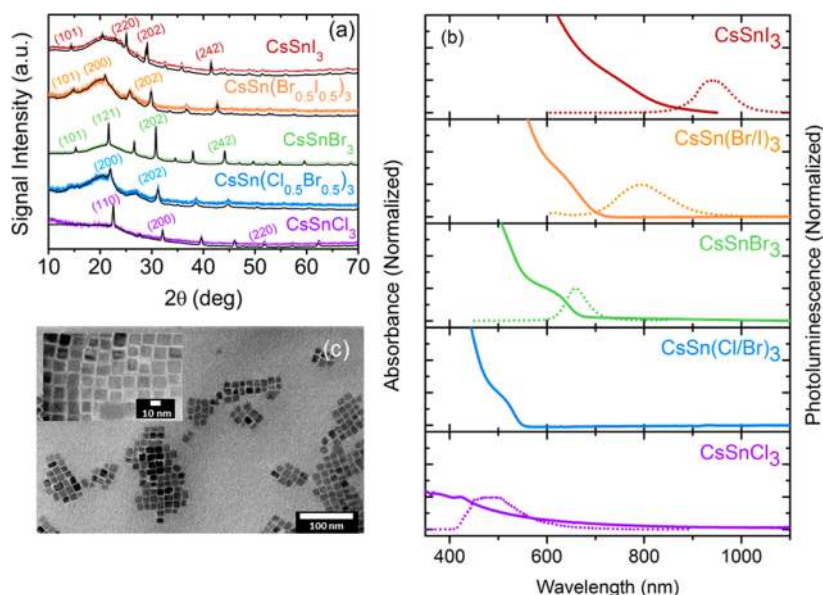 (a)
CsSnI3
(101)
(220)
(202)
(242)
CsSn(Br0.5I0.5)3
(101)
(200)
(202)
CsSnBr3
(101)
(121)
(202)
(242)
CsSn(Cl0.5Br0.5)3
(200)
(202)
CsSnCl3
(110)
(200)
(220)
Signal Intensity (a.u.)
10 20 30 40 50 60 70
2θ (deg)
(c)
10 nm
100 nm
(b)
CsSnI3
CsSn(Br/I)3
CsSnBr3
CsSn(Cl/Br)3
CsSnCl3
Absorbance (Normalized)
Photoluminescence (Normalized)
400 600 800 1000
Wavelength (nm)